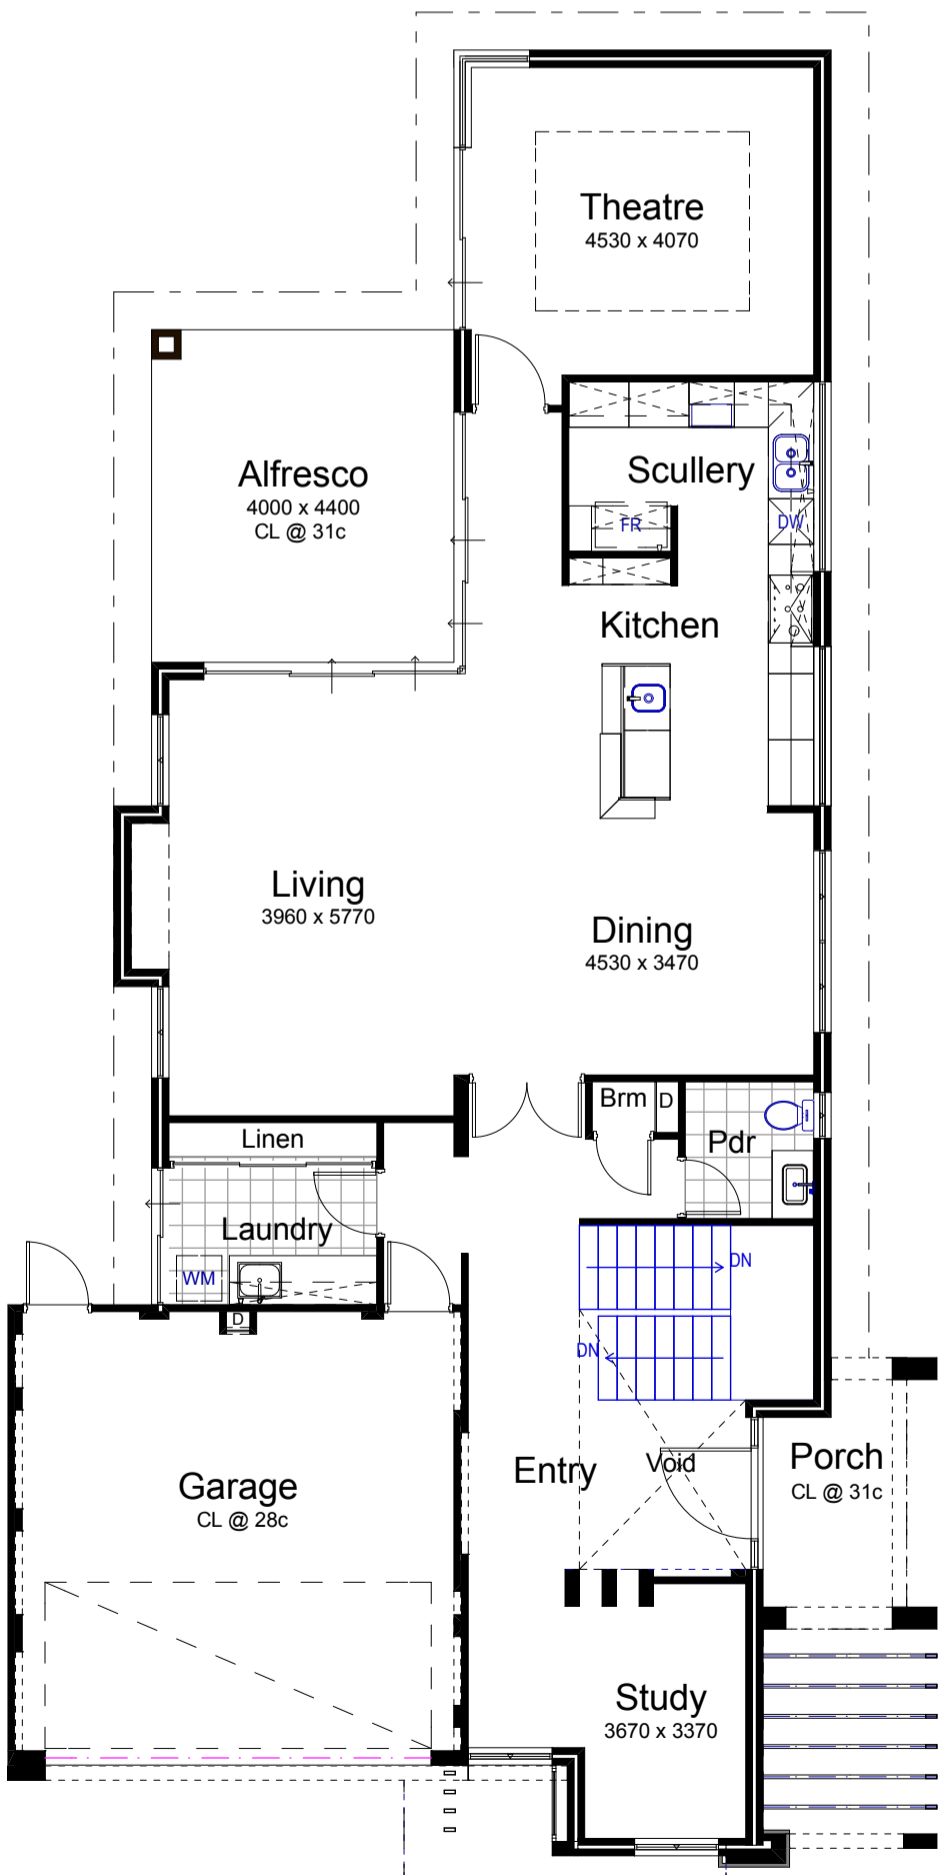 Theatre
4530 x 4070
Alfresco
4000 x 4400
CL @ 31c
Scullery
FR
DW
Kitchen
Living
3960 x 5770
Dining
4530 x 3470
Brm
D
Pdr
Linen
Laundry
WM
D
DN
DN
Garage
CL @ 28c
Entry
Void
Porch
CL @ 31c
Study
3670 x 3370